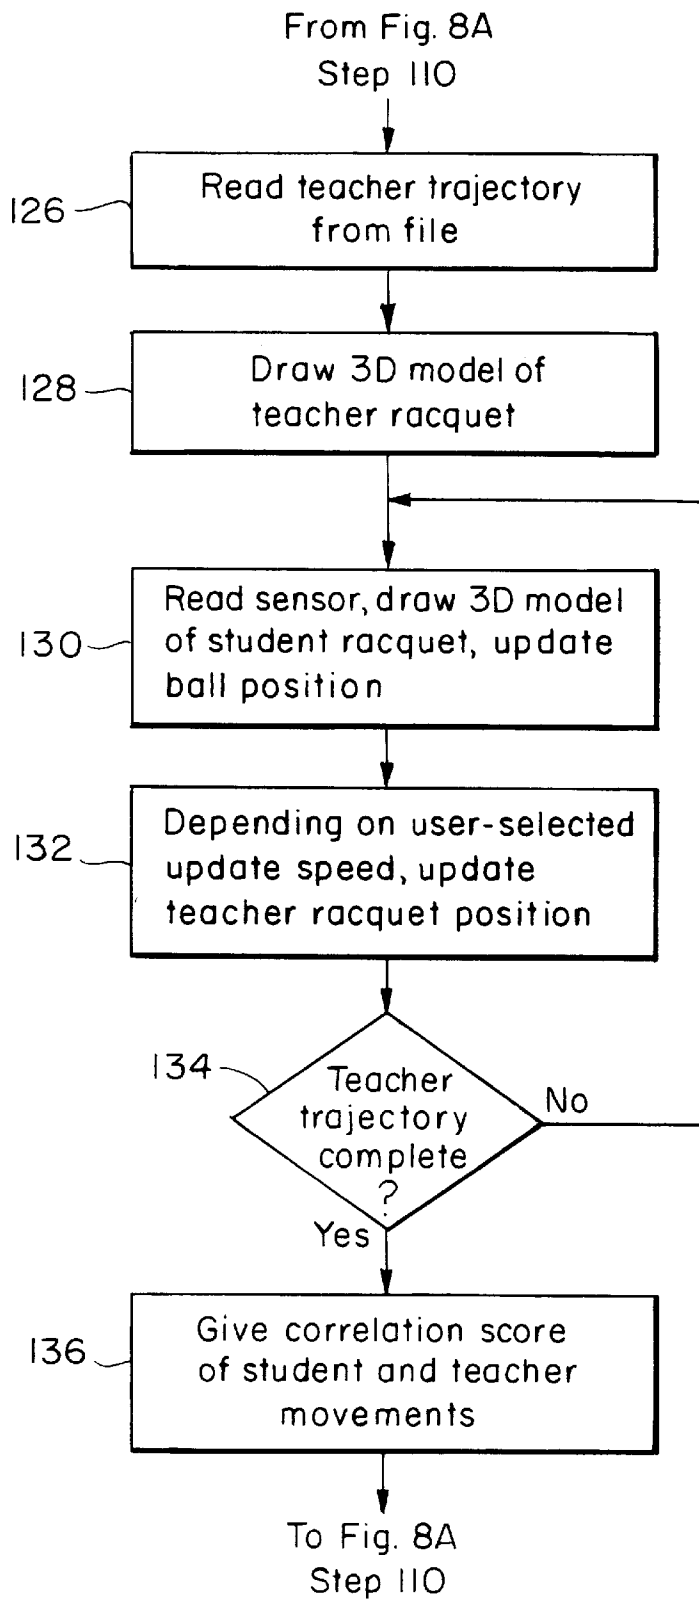 From Fig. 8A
Step 110
126
Read teacher trajectory
from file
128
Draw 3D model of
teacher racquet
130
Read sensor, draw 3D model
of student racquet, update
ball position
132
Depending on user-selected
update speed, update
teacher racquet position
134
Teacher
trajectory
complete
?
No
Yes
136
Give correlation score
of student and teacher
movements
To Fig. 8A
Step 110